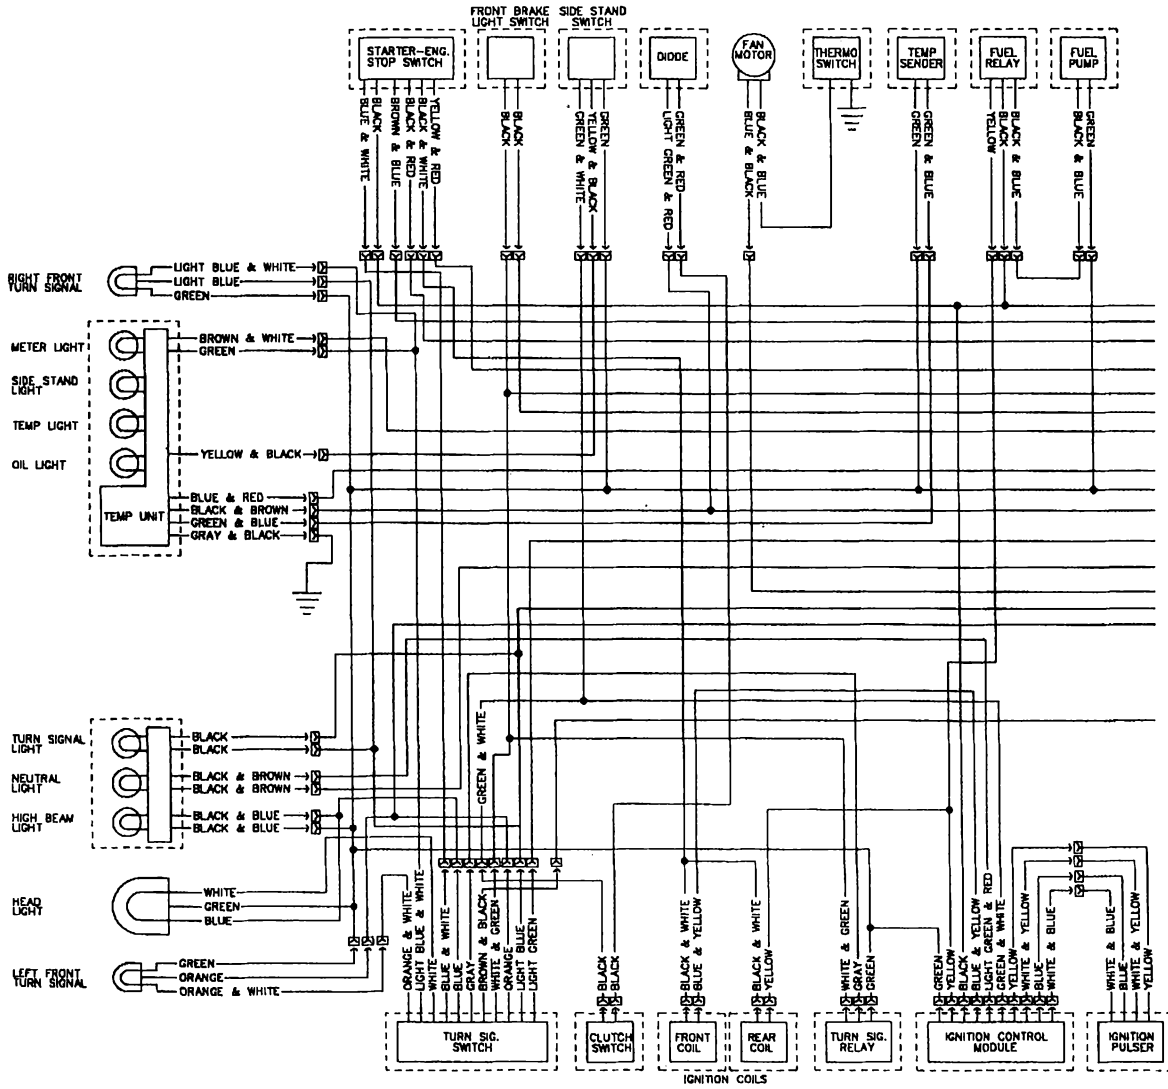 FRONT BRAKE
LIGHT SWITCH
SIDE STAND
SWITCH
STARTER-ENG.
STOP SWITCH
DIODE
FAN
MOTOR
THERMO
SWITCH
TEMP
SENDER
FUEL
RELAY
FUEL
PUMP
BLUE & WHITE
BLACK
BROWN & BLUE
BLACK & RED
BLACK & WHITE
YELLOW & RED
BLACK
BLACK
GREEN & WHITE
YELLOW & BLACK
GREEN
LIGHT GREEN & RED
GREEN & RED
BLUE & BLACK
BLACK & BLUE
GREEN
GREEN & BLUE
YELLOW
BLACK
BLACK & BLUE
BLACK & BLUE
GREEN
RIGHT FRONT
TURN SIGNAL
LIGHT BLUE & WHITE
LIGHT BLUE
GREEN
METER LIGHT
BROWN & WHITE
GREEN
SIDE STAND
LIGHT
TEMP LIGHT
OIL LIGHT
YELLOW & BLACK
TEMP UNIT
BLUE & RED
BLACK & BROWN
GREEN & BLUE
GRAY & BLACK
TURN SIGNAL
LIGHT
BLACK
BLACK
NEUTRAL
LIGHT
BLACK & BROWN
BLACK & BROWN
HIGH BEAM
LIGHT
BLACK & BLUE
BLACK & BLUE
GREEN & WHITE
HEAD
LIGHT
WHITE
GREEN
BLUE
LEFT FRONT
TURN SIGNAL
GREEN
ORANGE
ORANGE & WHITE
ORANGE & WHITE
LIGHT BLUE & WHITE
WHITE
BLUE & WHITE
BLUE
GRAY
BROWN & BLACK
WHITE & GREEN
ORANGE
LIGHT BLUE
LIGHT GREEN
BLACK
BLACK
BLACK & WHITE
BLUE & YELLOW
BLACK & WHITE
YELLOW
WHITE & GREEN
GRAY
GREEN
GREEN
YELLOW
BLACK
BLUE & YELLOW
LIGHT GREEN & RED
GREEN & WHITE
YELLOW
WHITE & YELLOW
BLUE
WHITE & BLUE
WHITE & BLUE
BLUE
WHITE & YELLOW
YELLOW
TURN SIG.
SWITCH
CLUTCH
SWITCH
FRONT
COIL
REAR
COIL
TURN SIG.
RELAY
IGNITION CONTROL
MODULE
IGNITION
PULSER
IGNITION COILS